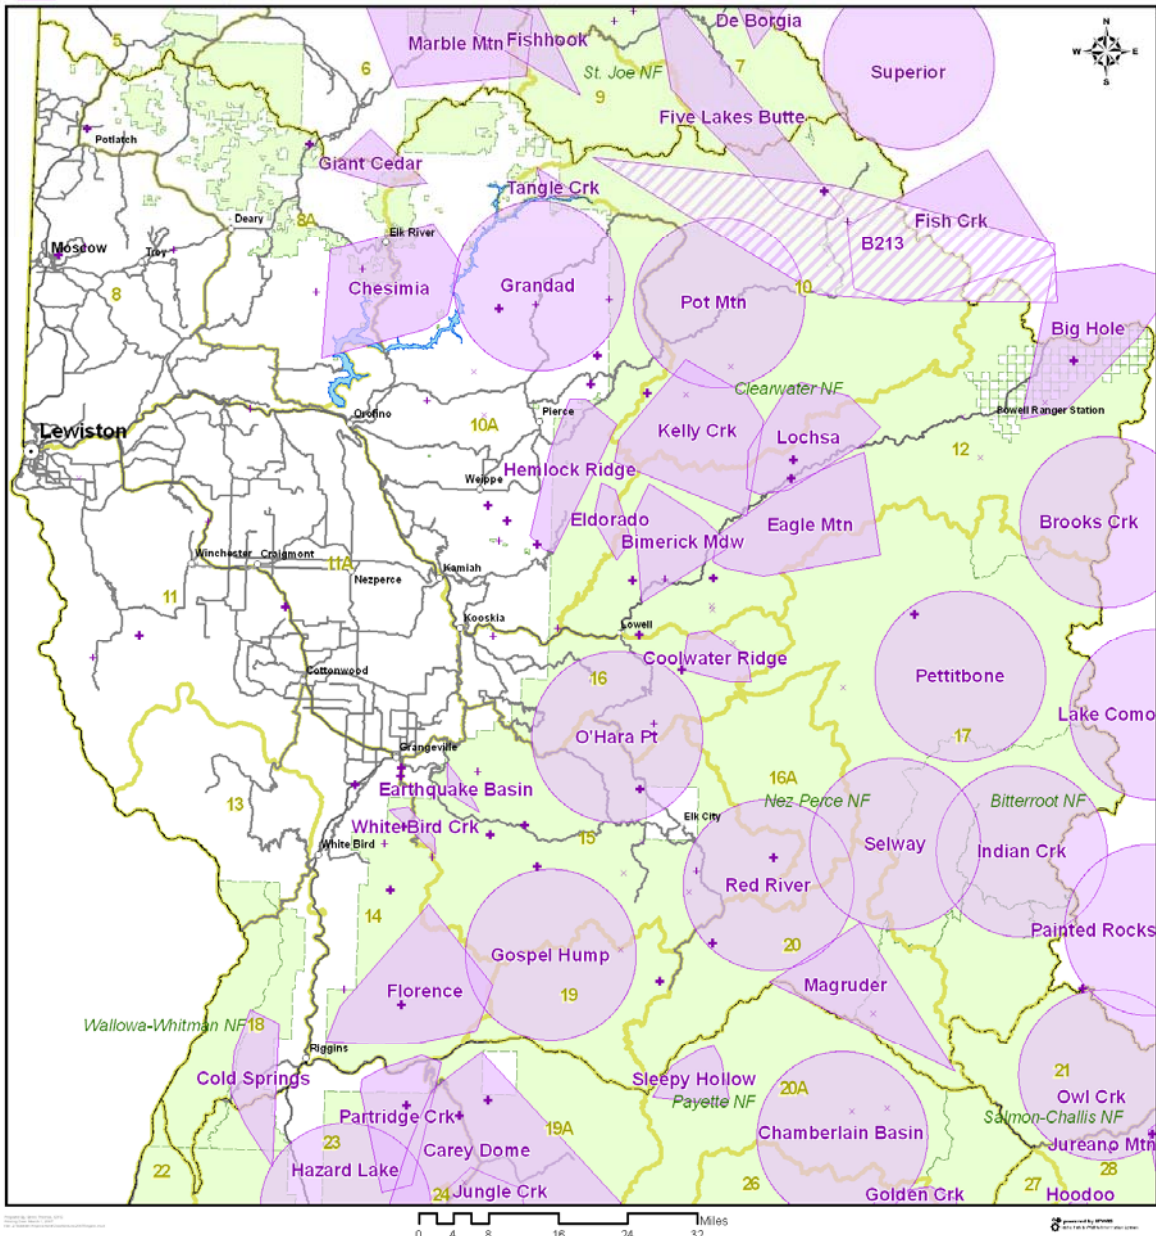 De Borgia
Marble Mtn
Fishhook
5
6
7
St. Joe NF
Superior
9
N
W
E
S
Five Lakes Butte
Potlatch
Giant Cedar
Tangle Crk
Deary
8A
Elk River
Fish Crk
B213
Moscow
Troy
8
Chesimia
Grandad
Pot Mtn
10
Big Hole
Clearwater NF
Orofino
Pierce
10A
Powell Ranger Station
Lewiston
Kelly Crk
Lochsa
12
Hemlock Ridge
Weippe
Eldorado
Bimerick Mdw
Eagle Mtn
Brooks Crk
Winchester
Craigmont
11A
Nezperce
Kamiah
11
Kooskia
Lowell
Coolwater Ridge
Cottonwood
16
Pettitbone
Lake Como
O'Hara Pt
17
Grangeville
16A
Earthquake Basin
Nez Perce NF
Bitterroot NF
13
Elk City
White Bird Crk
15
White Bird
Selway
Indian Crk
Red River
14
Painted Rocks
20
Gospel Hump
Florence
19
Magruder
Wallowa-Whitman NF
18
Riggins
21
Cold Springs
Sleepy Hollow
20A
Owl Crk
Payette NF
Salmon-Challis NF
Partridge Crk
19A
Chamberlain Basin
23
Carey Dome
Jureano Mtn
22
Hazard Lake
28
24
Jungle Crk
26
Golden Crk
27
Hoodoo
Miles
0 4 8 16 24 32